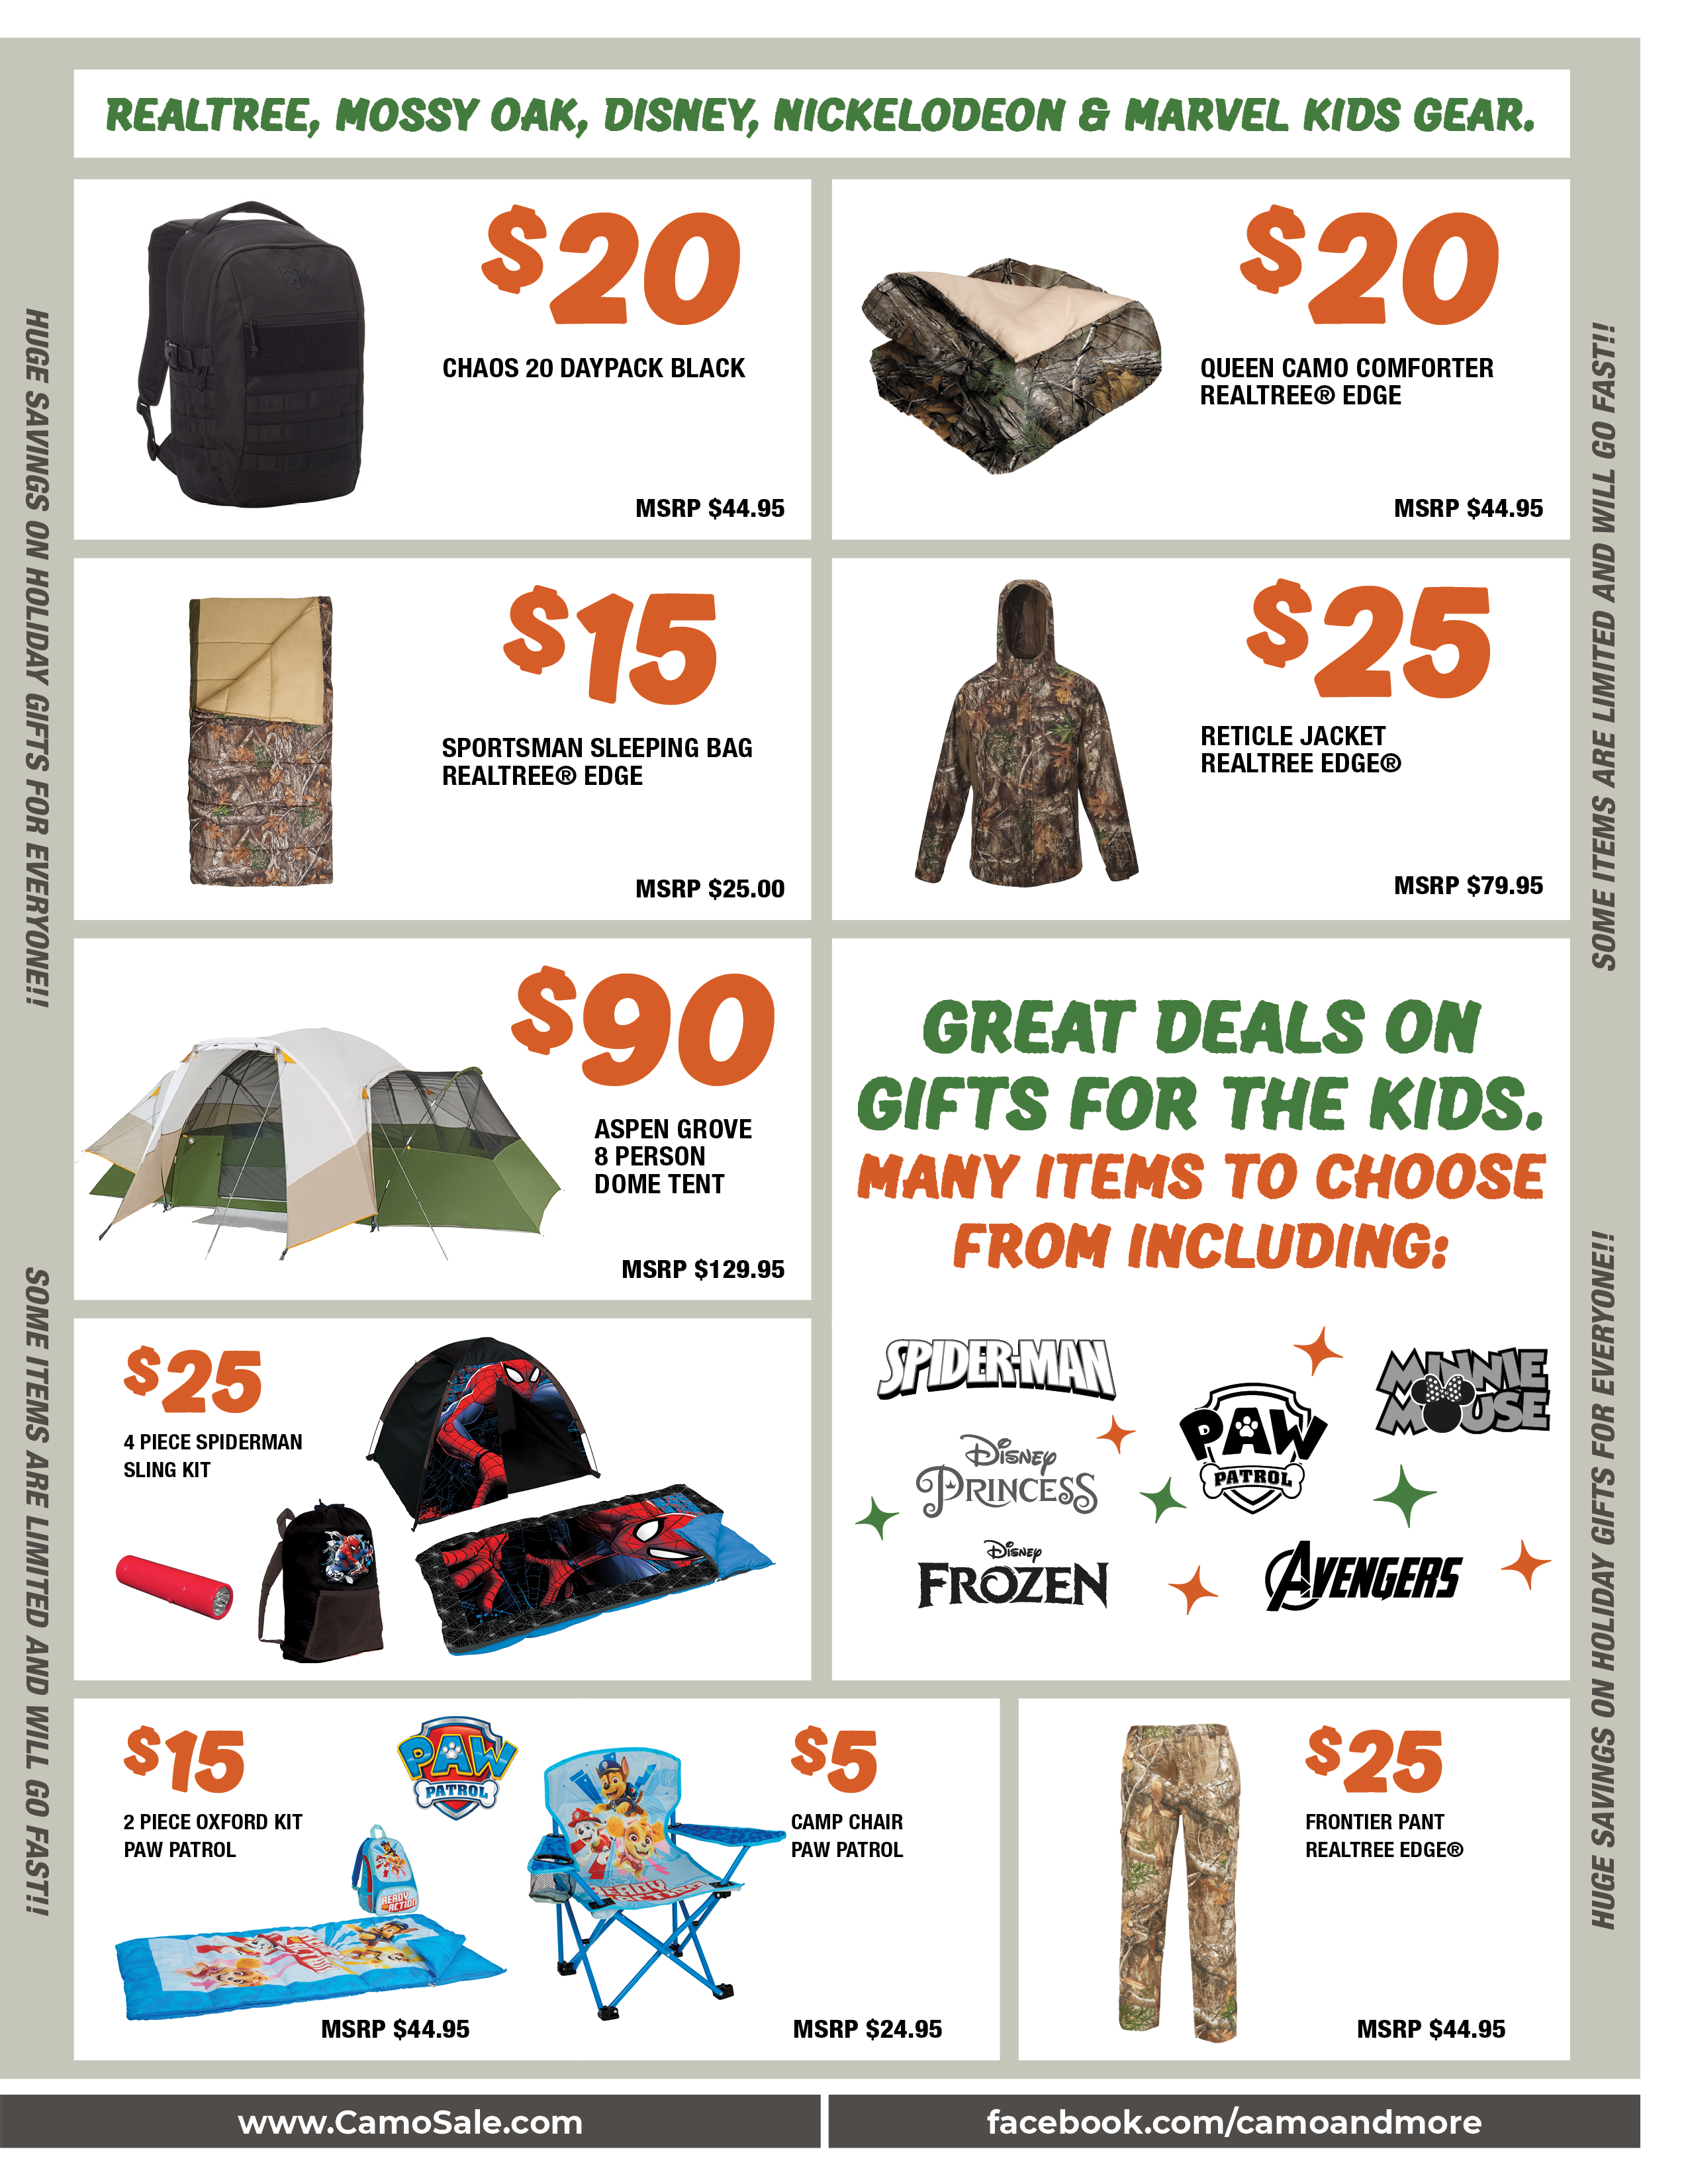 REALTREE, MOSSY OAK, DISNEY, NICKELODEON & MARVEL KIDS GEAR.
HUGE SAVINGS ON HOLIDAY GIFTS FOR EVERYONE!!
SOME ITEMS ARE LIMITED AND WILL GO FAST!!
$20
CHAOS 20 DAYPACK BLACK
MSRP $44.95
$20
QUEEN CAMO COMFORTER
REALTREE® EDGE
MSRP $44.95
SOME ITEMS ARE LIMITED AND WILL GO FAST!!
HUGE SAVINGS ON HOLIDAY GIFTS FOR EVERYONE!!
$15
SPORTSMAN SLEEPING BAG
REALTREE® EDGE
MSRP $25.00
$25
RETICLE JACKET
REALTREE EDGE®
MSRP $79.95
$90
ASPEN GROVE
8 PERSON
DOME TENT
MSRP $129.95
GREAT DEALS ON
GIFTS FOR THE KIDS.
MANY ITEMS TO CHOOSE
FROM INCLUDING:
SPIDER-MAN
MINNIE
MOUSE
PAW
PATROL
Disney
PRINCESS
Disney
FROZEN
AVENGERS
$25
4 PIECE SPIDERMAN
SLING KIT
$15
2 PIECE OXFORD KIT
PAW PATROL
PAW
PATROL
READY
ACTION
MSRP $44.95
$5
CAMP CHAIR
PAW PATROL
READY
ACTION
MSRP $24.95
$25
FRONTIER PANT
REALTREE EDGE®
MSRP $44.95
www.CamoSale.com
facebook.com/camoandmore